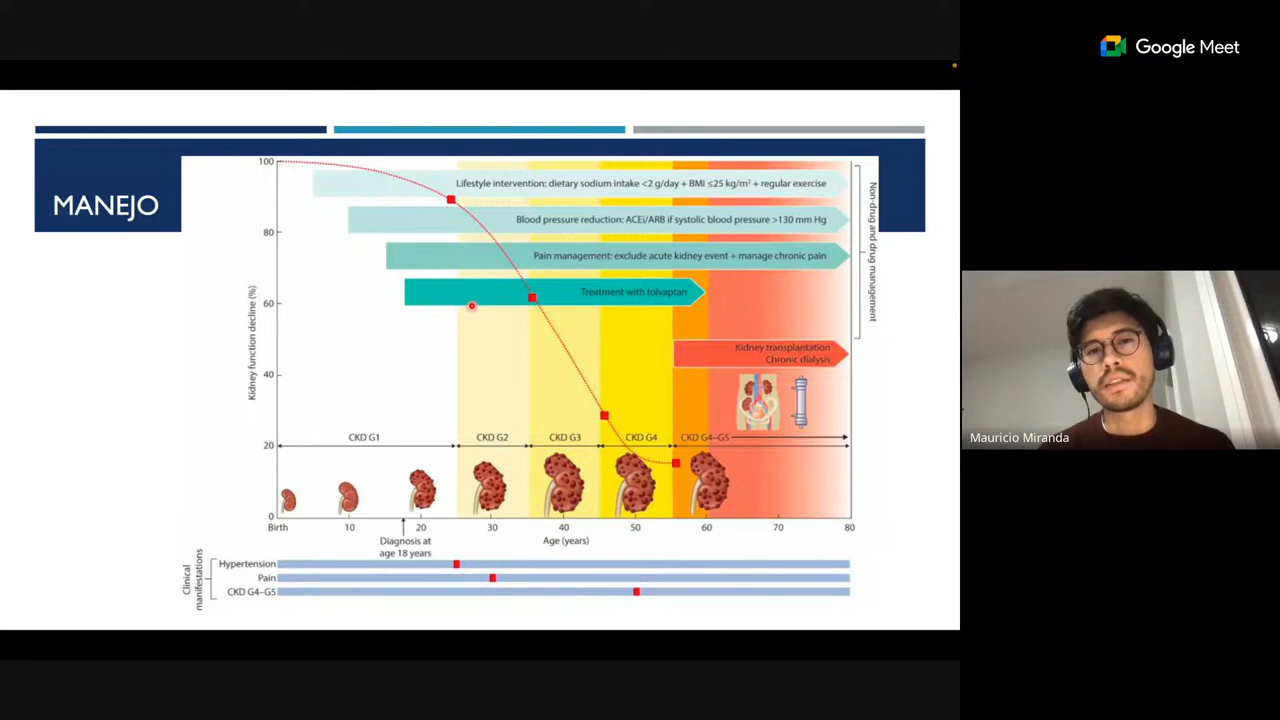 Google Meet
MANEJO
100
80
60
40
20
0
Kidney function decline (%)
Lifestyle intervention: dietary sodium intake <2 g/day + BMI ≤25 kg/m² + regular exercise
Blood pressure reduction: ACEi/ARB if systolic blood pressure >130 mm Hg
Pain management: exclude acute kidney event + manage chronic pain
Treatment with tolvaptan
Kidney transplantation
Chronic dialysis
Non-drug and drug management
CKD G1
CKD G2
CKD G3
CKD G4
CKD G4–G5
Birth
10
20
30
40
50
60
70
80
Diagnosis at
age 18 years
Age (years)
Clinical
manifestations
Hypertension
Pain
CKD G4–G5
Mauricio Miranda